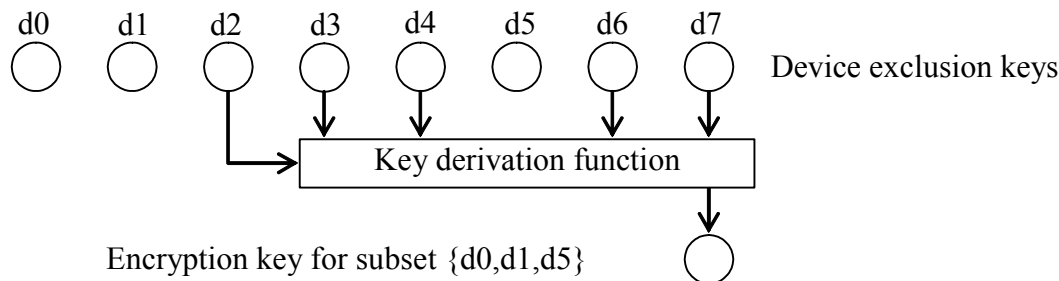 d0 d1 d2 d3 d4 d5 d6 d7
Device exclusion keys
Key derivation function
Encryption key for subset {d0,d1,d5}